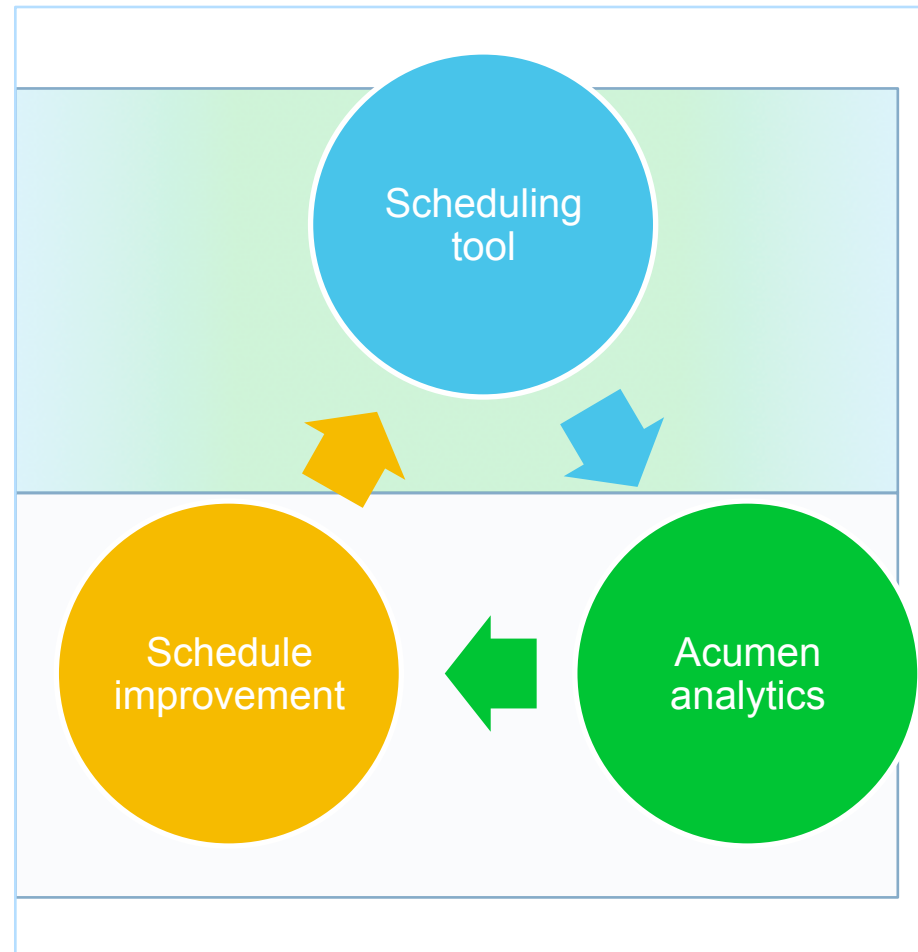 Scheduling
tool
Schedule
improvement
Acumen
analytics